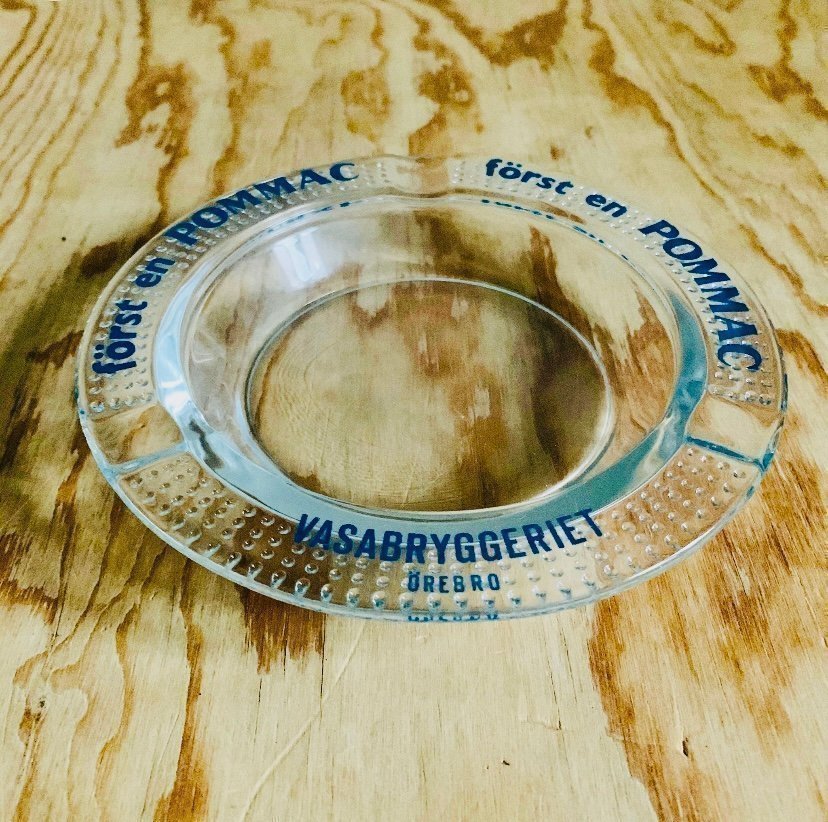 först en POMMAC
först en POMMAC
VASABRYGGERIET
ÖREBRO